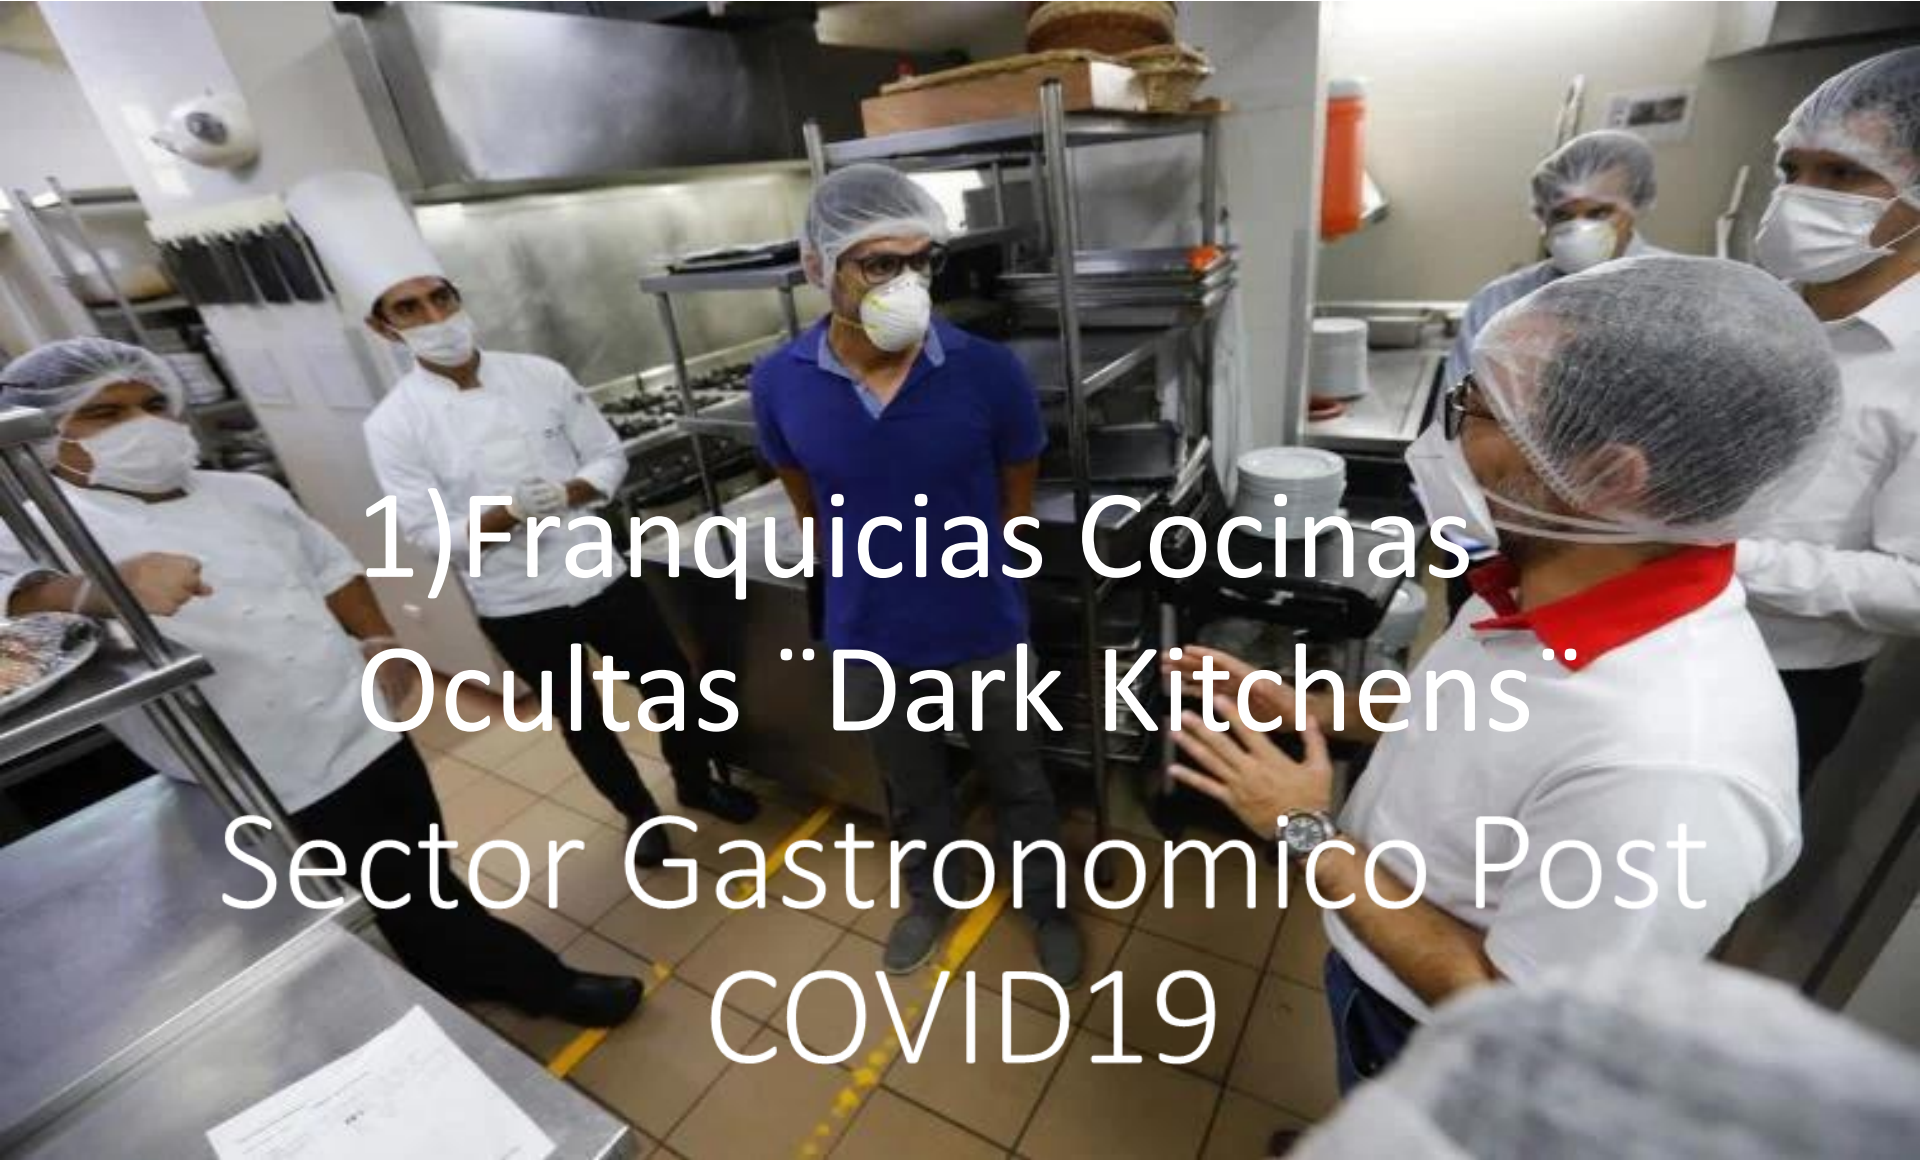 1)Franquicias Cocinas
Ocultas ¨Dark Kitchens¨
Sector Gastronomico Post
COVID19